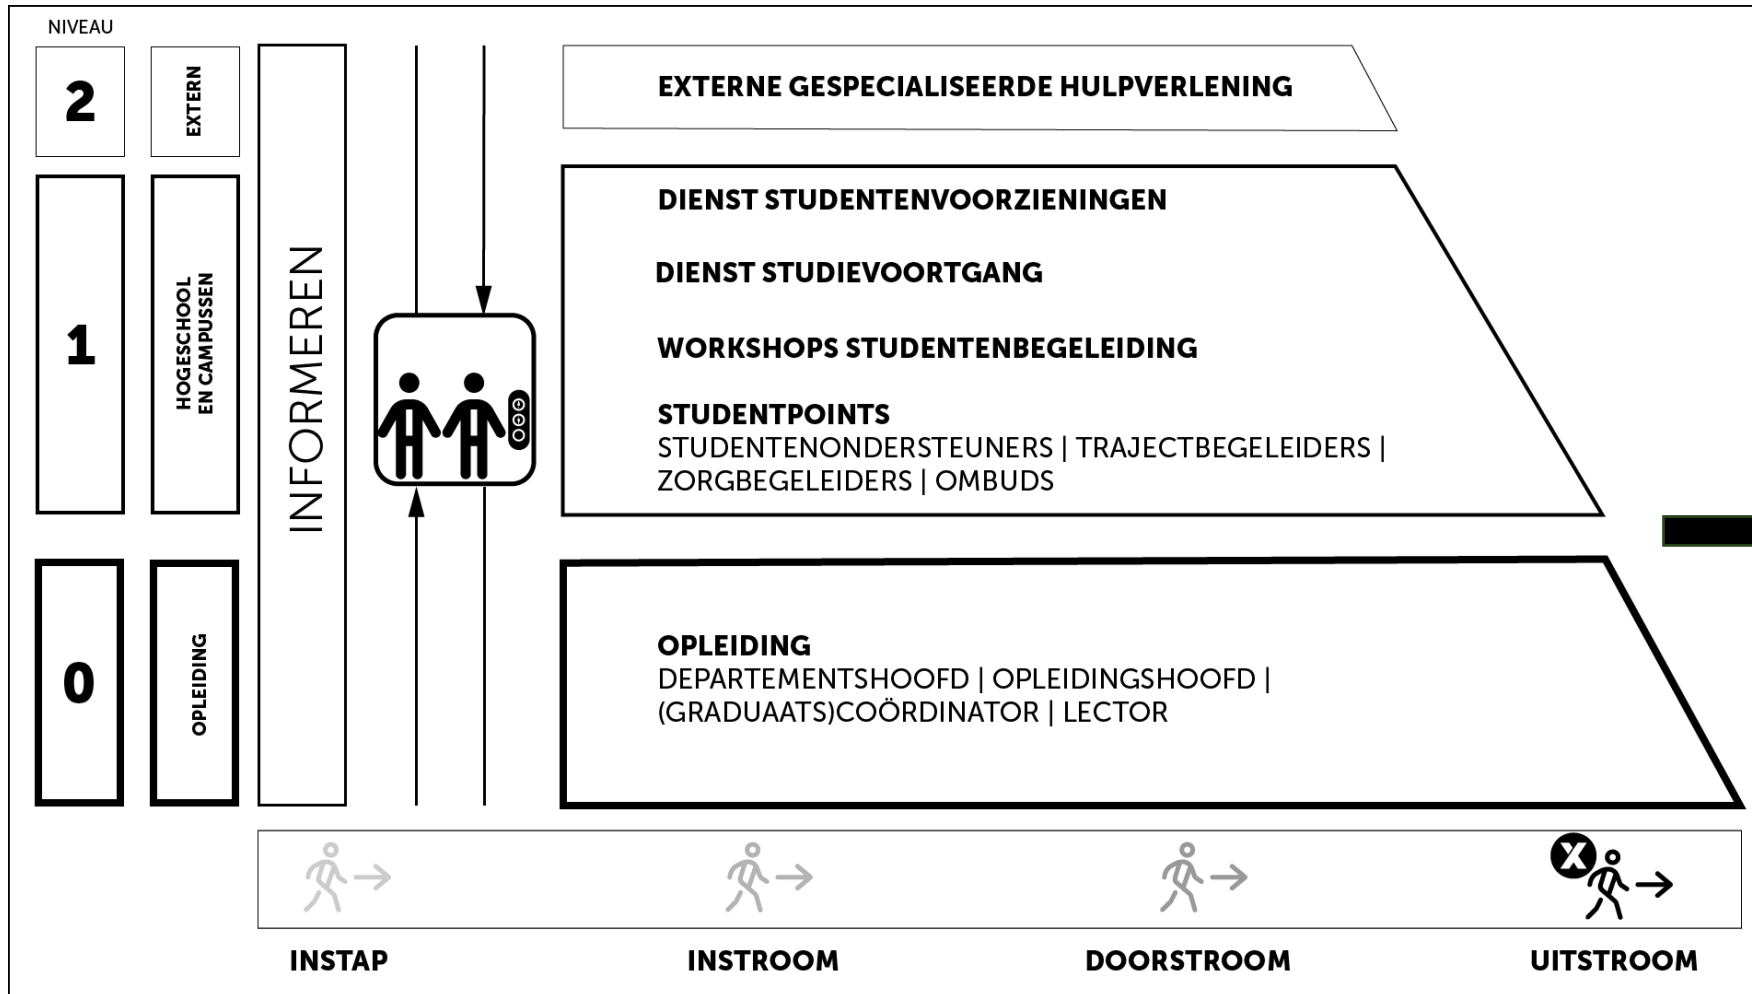 NIVEAU
2
EXTERN
EXTERNE GESPECIALISEERDE HULPVERLENING
1
HOGESCHOOL
EN CAMPUSSEN
INFORMEREN
DIENST STUDENTENVOORZIENINGEN
DIENST STUDIEVOORTGANG
WORKSHOPS STUDENTENBEGELEIDING
STUDENTPOINTS
STUDENTENONDERSTEUNERS | TRAJECTBEGELEIDERS |
ZORGBEGELEIDERS | OMBUDS
0
OPLEIDING
OPLEIDING
DEPARTEMENTSHOOFD | OPLEIDINGSHOOFD |
(GRADUAATS)COÖRDINATOR | LECTOR
X
INSTAP
INSTROOM
DOORSTROOM
UITSTROOM